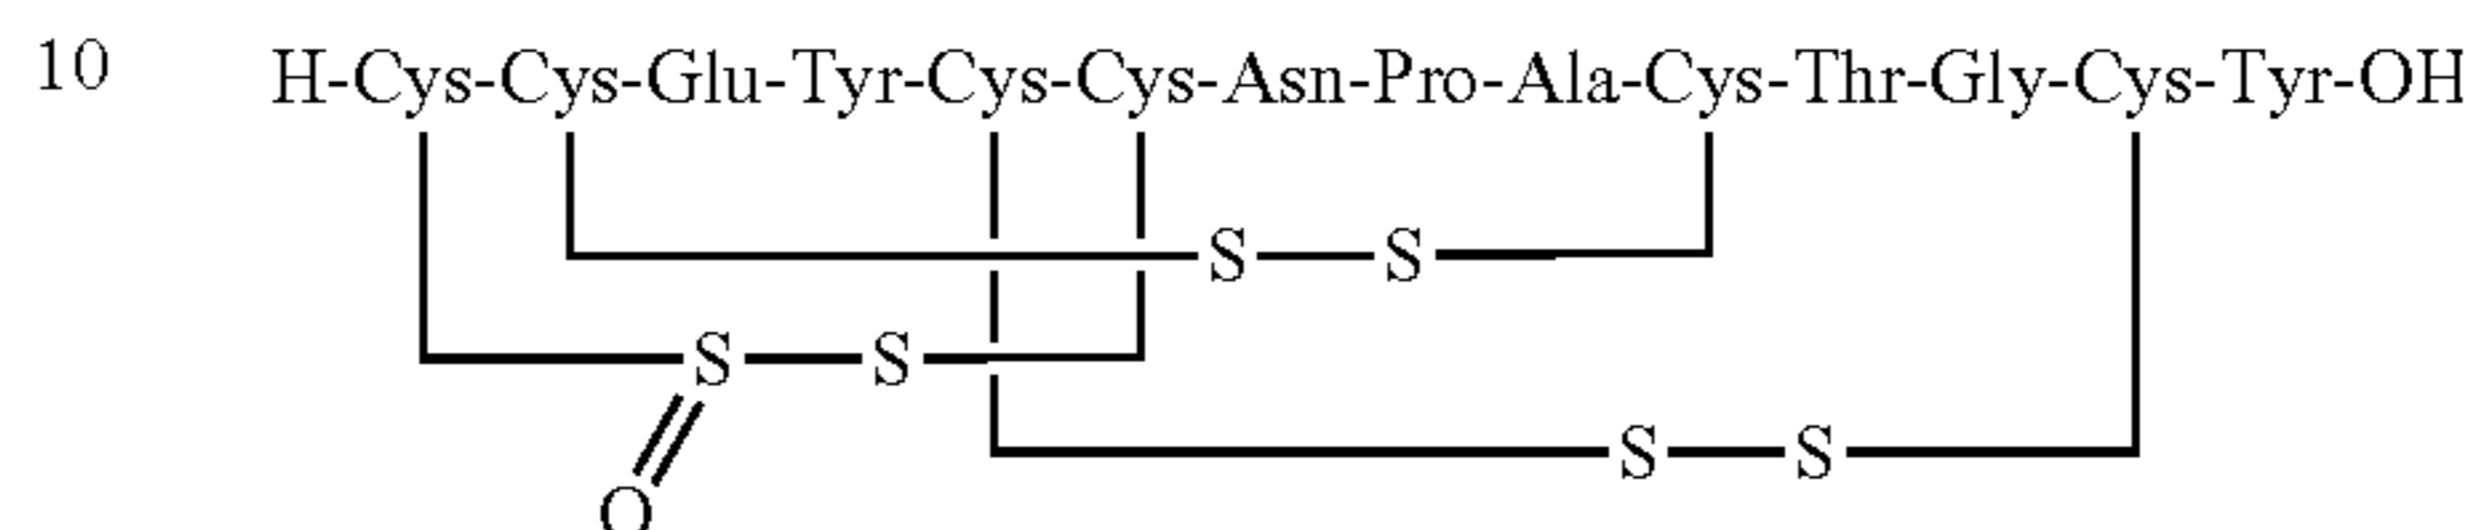 10 H-Cys-Cys-Glu-Tyr-Cys-Cys-Asn-Pro-Ala-Cys-Thr-Gly-Cys-Tyr-OH
S S
S S
S S
O